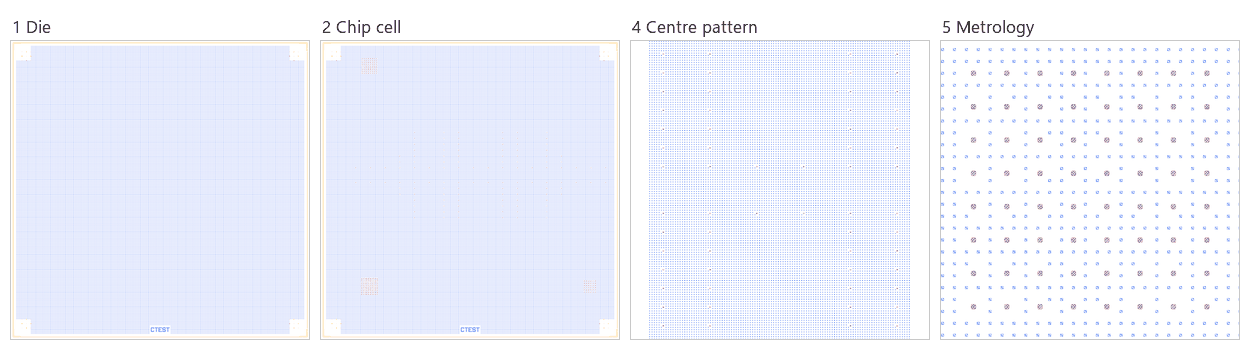 1 Die
2 Chip cell
4 Centre pattern
5 Metrology
CTEST
CTEST